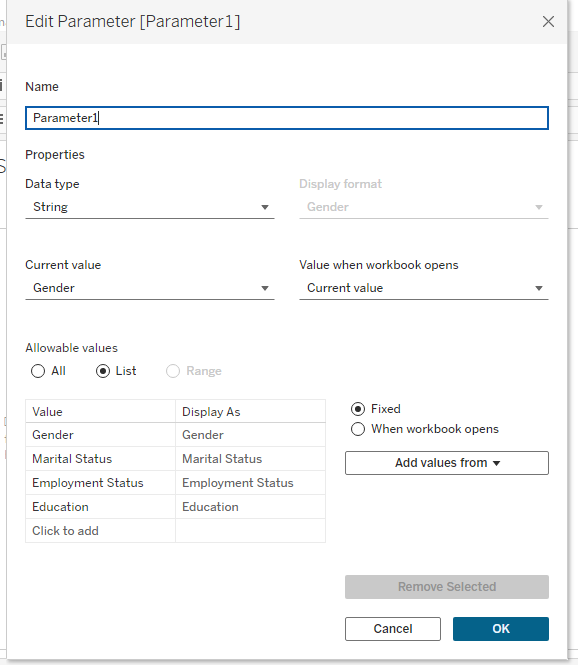 Edit Parameter [Parameter1]
Name
Parameter1
Properties
Data type
Display format
String
Gender
Current value
Value when workbook opens
Gender
Current value
Allowable values
All
List
Range
Value Display As
Gender Gender
Marital Status Marital Status
Employment Status Employment Status
Education Education
Click to add
Fixed
When workbook opens
Add values from
Remove Selected
Cancel
OK